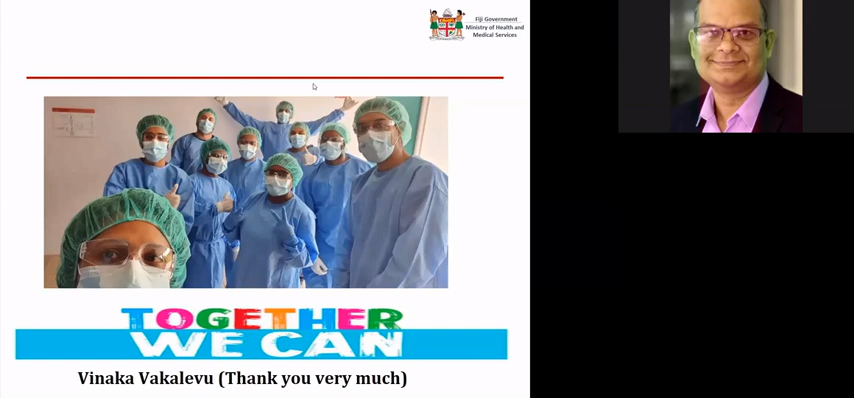 Fiji Government
Ministry of Health and
Medical Services
TOGETHER
WE CAN
Vinaka Vakalevu (Thank you very much)